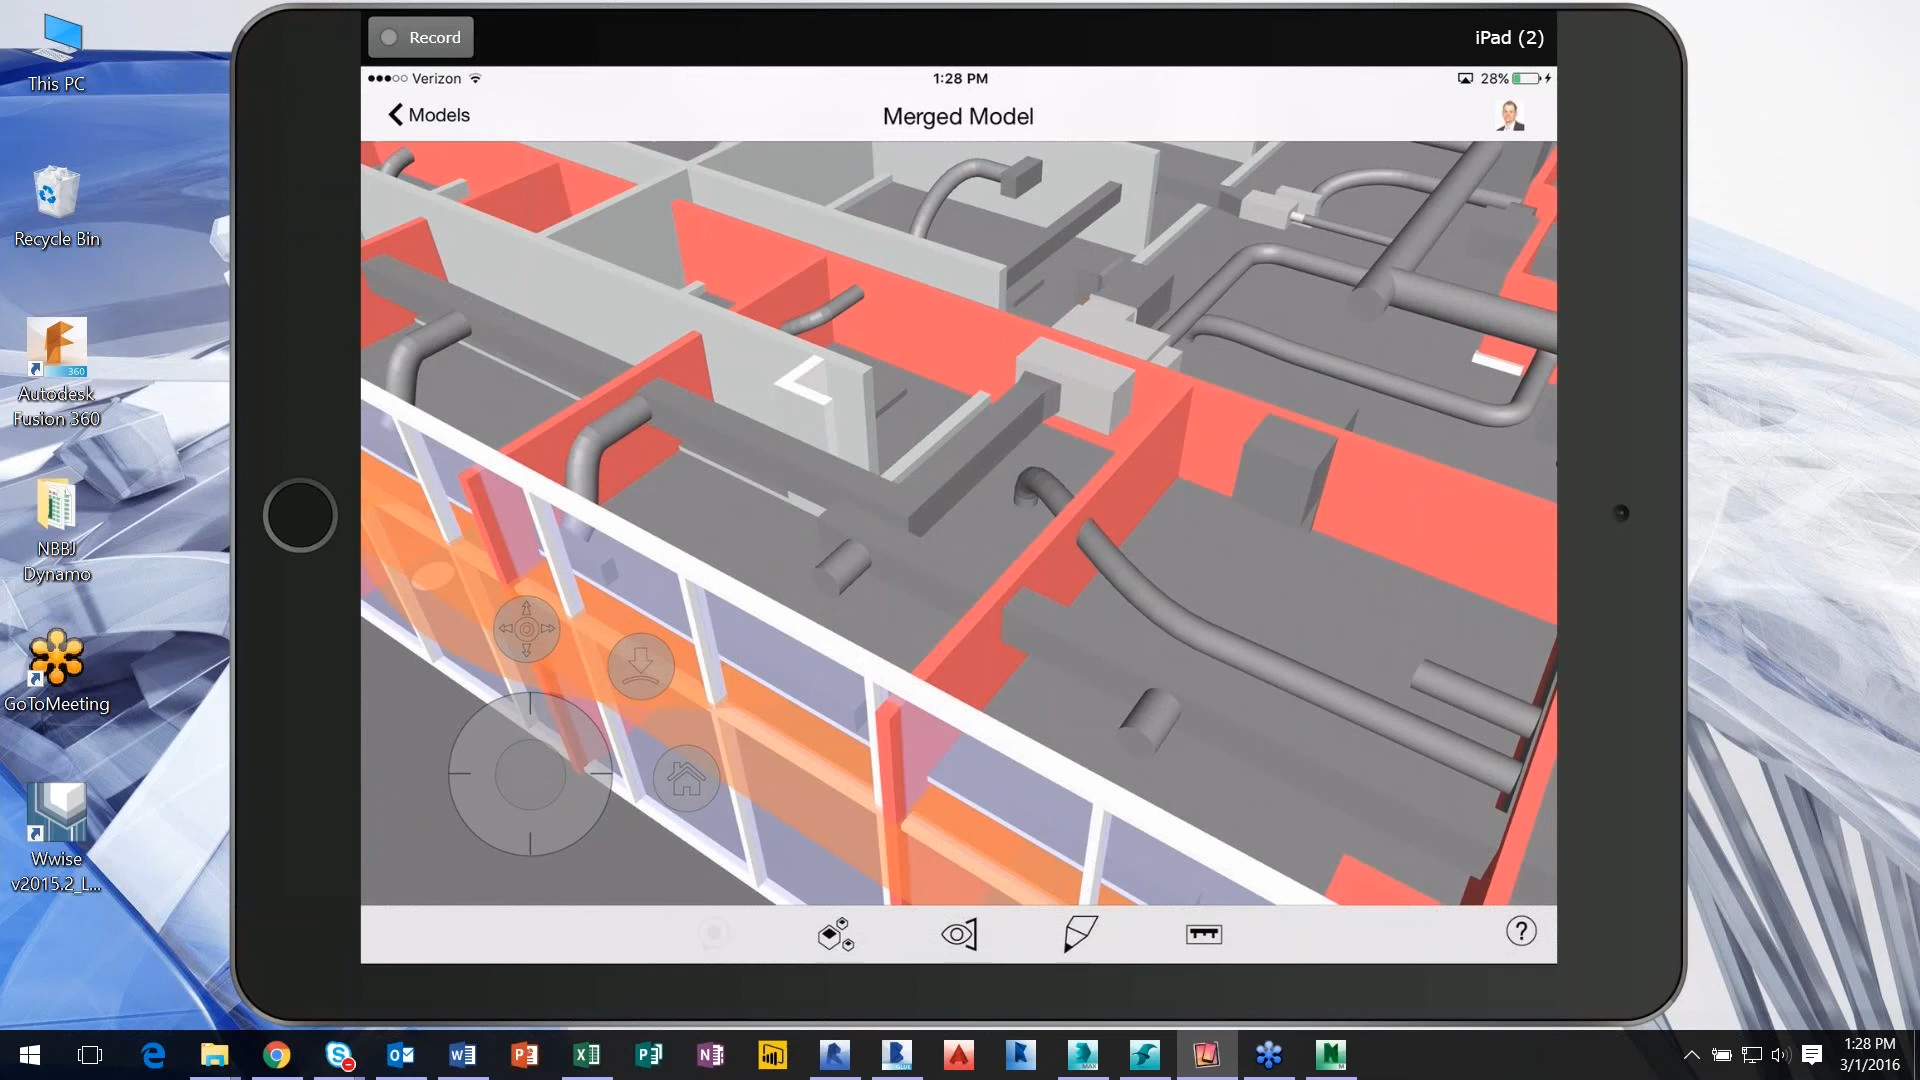 This PC
Recycle Bin
Autodesk
Fusion 360
360
NBBJ
Dynamo
GoToMeeting
Wwise
v2015.2_L...
Record
iPad (2)
Verizon
1:28 PM
28%
Models
Merged Model
?
1:28 PM
3/1/2016